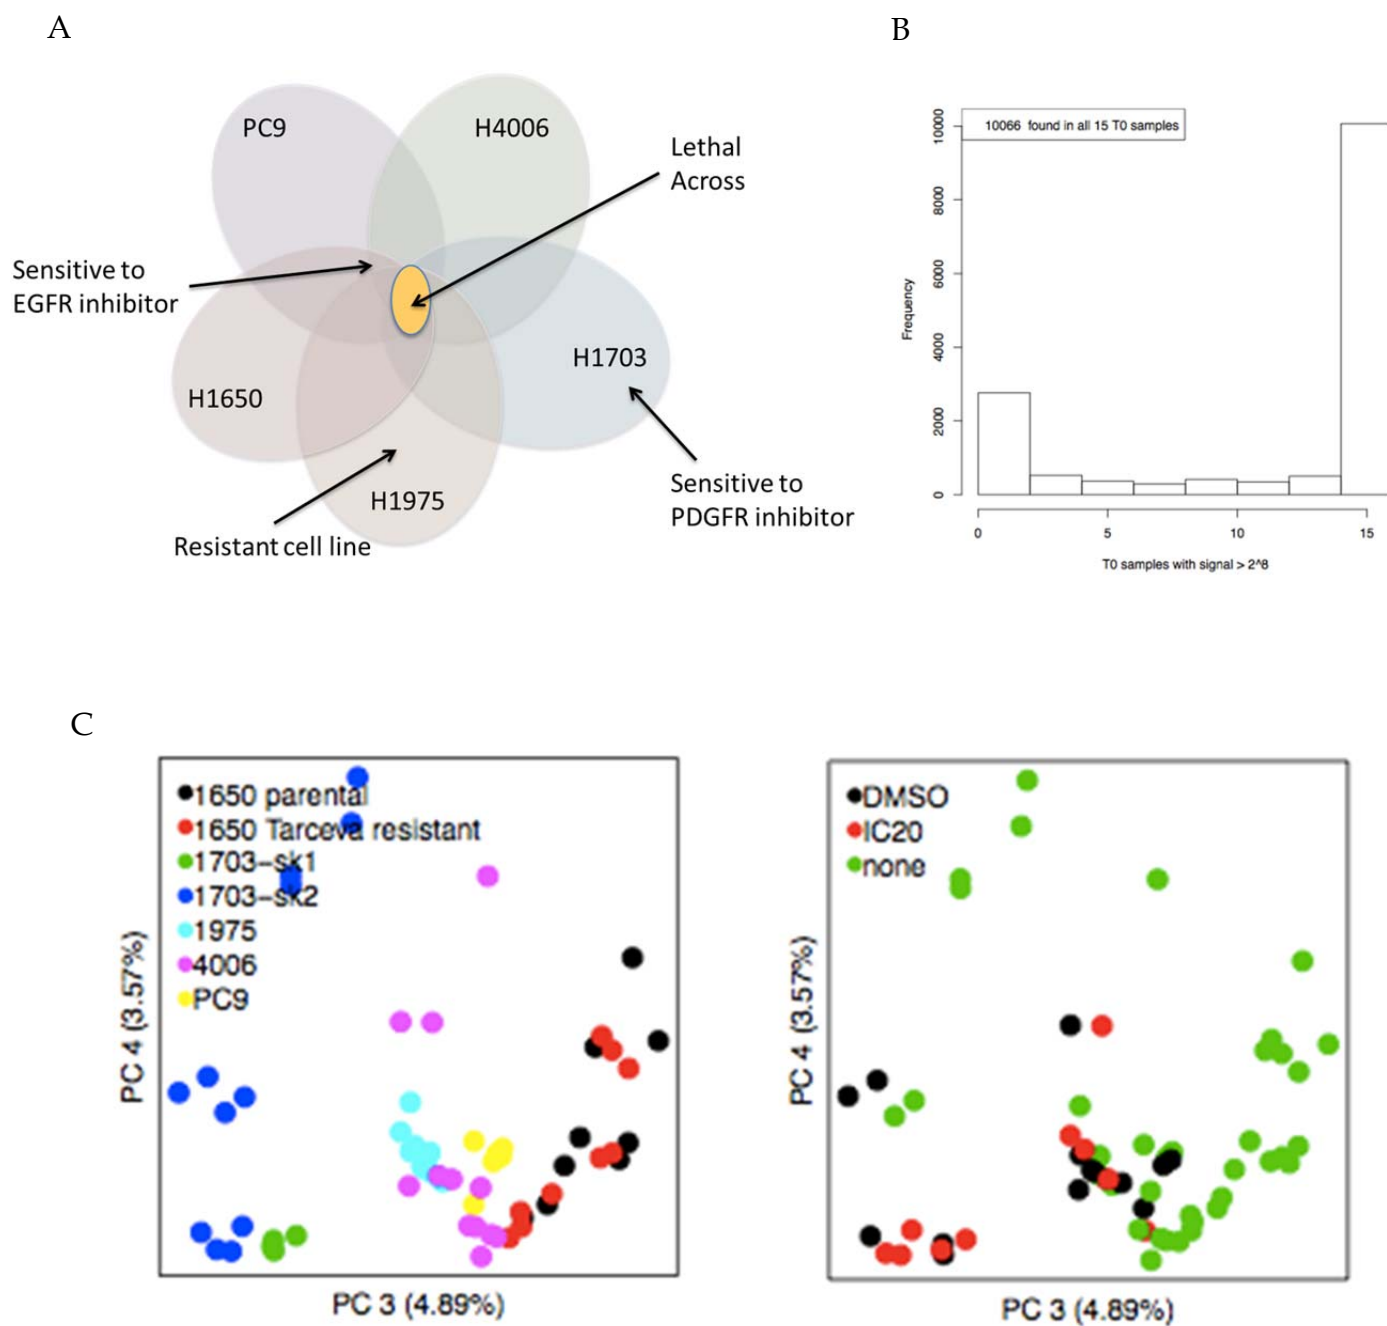 A
B
PC9
H4006
Lethal
Across
Sensitive to
EGFR inhibitor
H1703
H1650
H1975
Sensitive to
PDGFR inhibitor
Resistant cell line
10066 found in all 15 T0 samples
Frequency
0
2000
4000
6000
8000
10000
0 5 10 15
T0 samples with signal > 2^8
C
1650 parental
1650 Tarceva resistant
1703-sk1
1703-sk2
1975
4006
PC9
PC 4 (3.57%)
PC 3 (4.89%)
DMSO
IC20
none
PC 4 (3.57%)
PC 3 (4.89%)